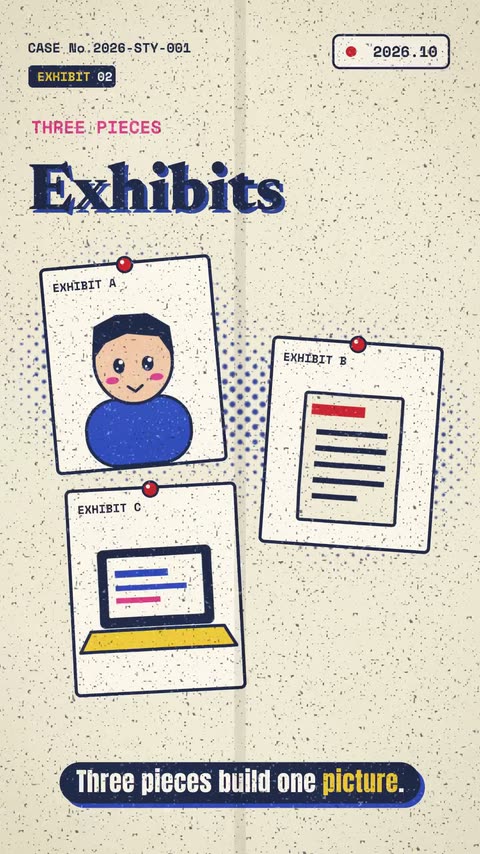 CASE No.2026-STY-001
2026.10
EXHIBIT 02
THREE PIECES
Exhibits
EXHIBIT A
EXHIBIT B
EXHIBIT C
Three pieces build one picture.